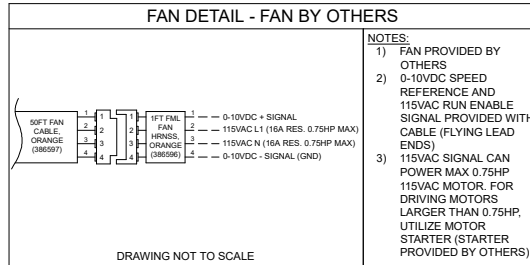 FAN DETAIL - FAN BY OTHERS
50FT FAN
CABLE,
ORANGE
(386597)
1
2
3
4
1
2
3
4
1
2
3
4
1FT FML
FAN
HRNSS,
ORANGE
(386596)
1
2
3
4
0-10VDC + SIGNAL
115VAC L1 (16A RES. 0.75HP MAX)
115VAC N (16A RES. 0.75HP MAX)
0-10VDC - SIGNAL (GND)
DRAWING NOT TO SCALE
NOTES:
1) FAN PROVIDED BY
OTHERS
2) 0-10VDC SPEED
REFERENCE AND
115VAC RUN ENABLE
SIGNAL PROVIDED WITH
CABLE (FLYING LEAD
ENDS)
3) 115VAC SIGNAL CAN
POWER MAX 0.75HP
115VAC MOTOR. FOR
DRIVING MOTORS
LARGER THAN 0.75HP,
UTILIZE MOTOR
STARTER (STARTER
PROVIDED BY OTHERS)